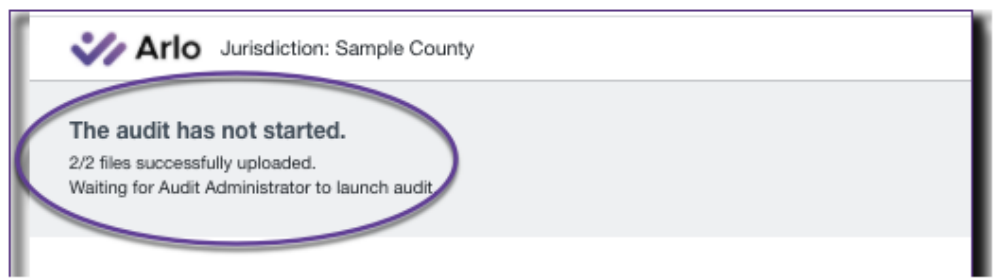 Arlo Jurisdiction: Sample County
The audit has not started.
2/2 files successfully uploaded.
Waiting for Audit Administrator to launch audit